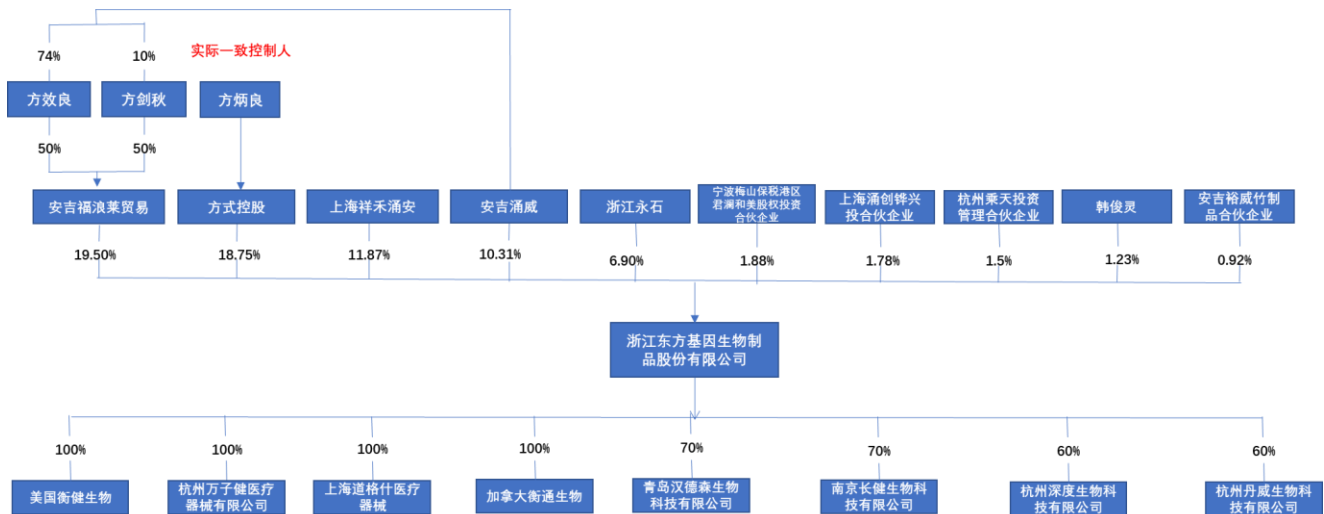 74%
10%
实际一致控制人
方效良
方剑秋
方炳良
50%
50%
安吉福浪莱贸易
方式控股
上海祥禾涌安
安吉涌威
浙江永石
宁波梅山保税港区
君澜和美股权投资
合伙企业
上海涌创铧兴
投合伙企业
杭州乘天投资
管理合伙企业
韩俊灵
安吉裕威竹制
品合伙企业
19.50%
18.75%
11.87%
10.31%
6.90%
1.88%
1.78%
1.5%
1.23%
0.92%
浙江东方基因生物制
品股份有限公司
100%
100%
100%
100%
70%
70%
60%
60%
美国衡健生物
杭州万子健医疗
器械有限公司
上海道格什医疗
器械
加拿大衡通生物
青岛汉德森生物
科技有限公司
南京长健生物科
技有限公司
杭州深度生物科
技有限公司
杭州丹威生物科
技有限公司